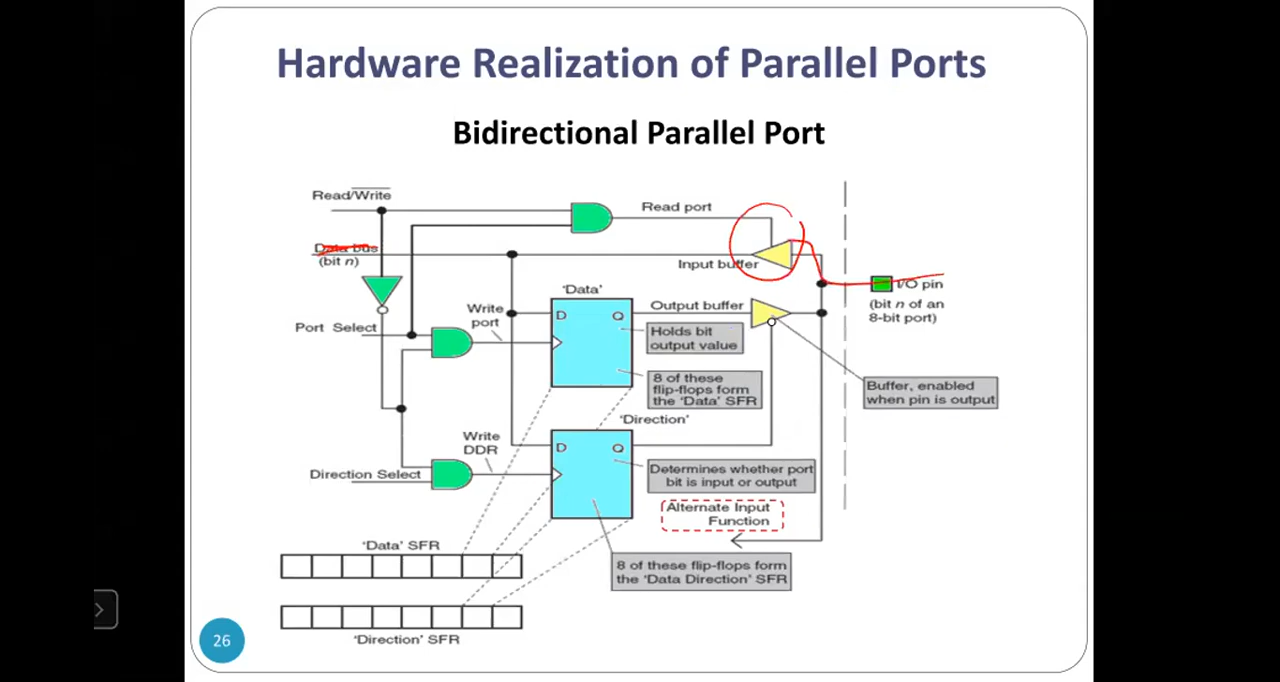 Hardware Realization of Parallel Ports
Bidirectional Parallel Port
Read/Write
Read port
Data bus
(bit n)
Input buffer
I/O pin
(bit n of an
8-bit port)
'Data'
Output buffer
Write
port
D
Q
Holds bit
output value
Port Select
8 of these
flip-flops form
the 'Data' SFR
Buffer, enabled
when pin is output
'Direction'
Write
DDR
D
Q
Determines whether port
bit is input or output
Direction Select
Alternate Input
Function
'Data' SFR
8 of these flip-flops form
the 'Data Direction' SFR
'Direction' SFR
26